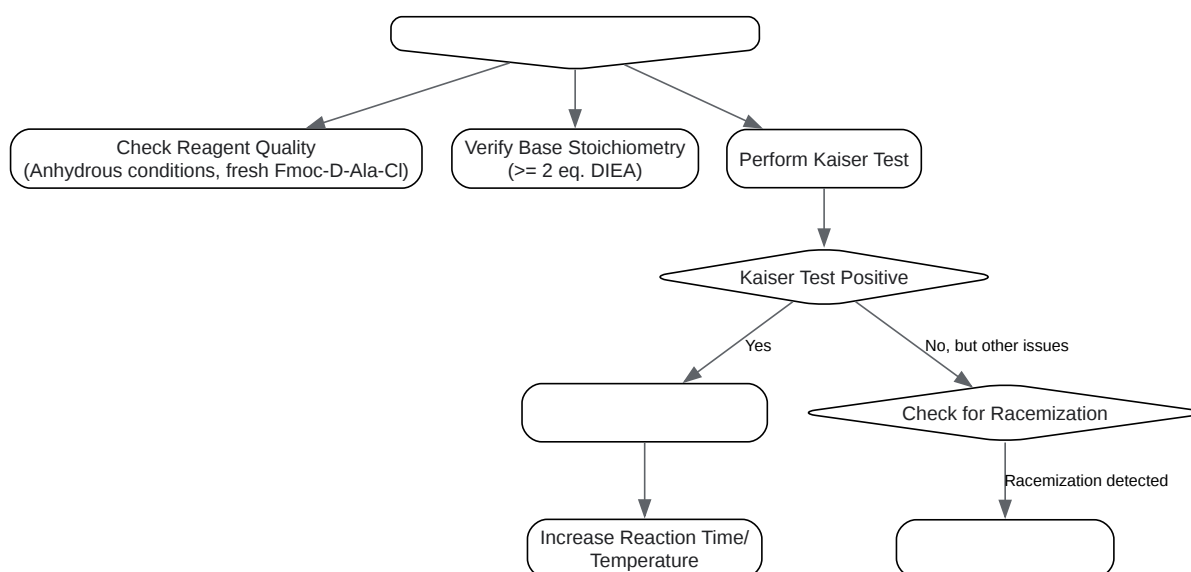 Check Reagent Quality
(Anhydrous conditions, fresh Fmoc-D-Ala-Cl)
Verify Base Stoichiometry
(>= 2 eq. DIEA)
Perform Kaiser Test
Kaiser Test Positive
Yes
No, but other issues
Check for Racemization
Racemization detected
Increase Reaction Time/
Temperature